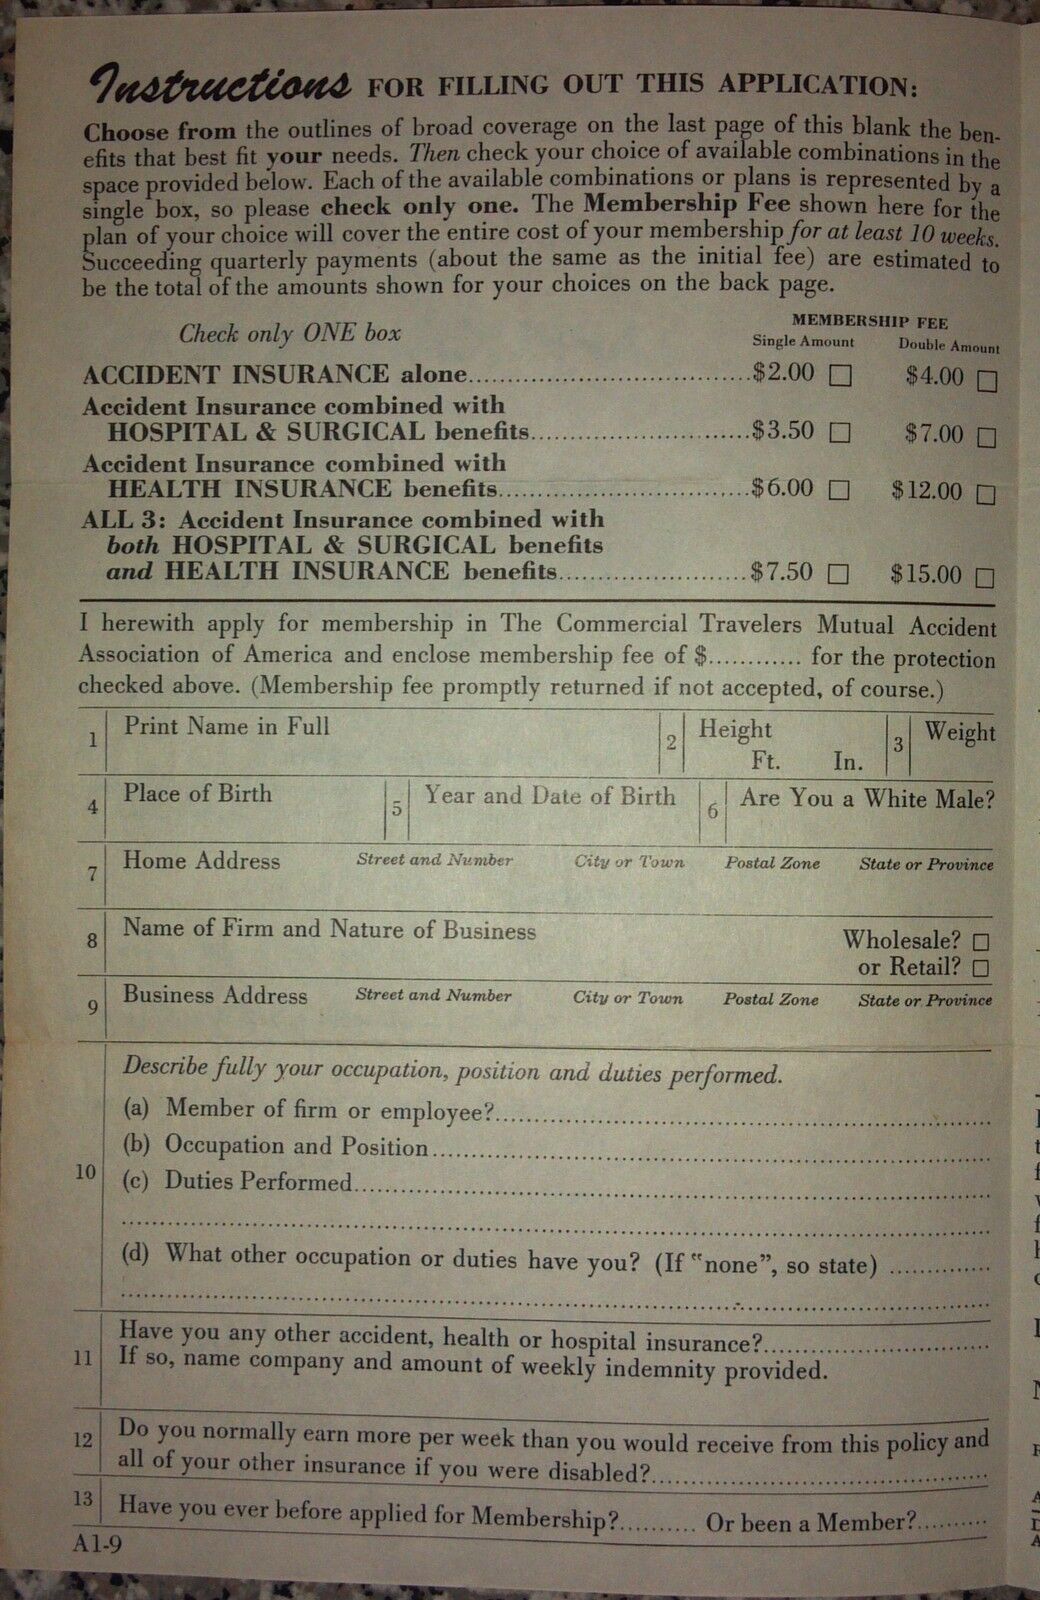 Instructions FOR FILLING OUT THIS APPLICATION:
Choose from the outlines of broad coverage on the last page of this blank the ben-
efits that best fit your needs. Then check your choice of available combinations in the
space provided below. Each of the available combinations or plans is represented by a
single box, so please check only one. The Membership Fee shown here for the
plan of your choice will cover the entire cost of your membership for at least 10 weeks.
Succeeding quarterly payments (about the same as the initial fee) are estimated to
be the total of the amounts shown for your choices on the back page.
MEMBERSHIP FEE
Check only ONE box Single Amount Double Amount
ACCIDENT INSURANCE alone.....................................$2.00 ☐ $4.00 ☐
Accident Insurance combined with
HOSPITAL & SURGICAL benefits.............................$3.50 ☐ $7.00 ☐
Accident Insurance combined with
HEALTH INSURANCE benefits.................................$6.00 ☐ $12.00 ☐
ALL 3: Accident Insurance combined with
both HOSPITAL & SURGICAL benefits
and HEALTH INSURANCE benefits.........................$7.50 ☐ $15.00 ☐
I herewith apply for membership in The Commercial Travelers Mutual Accident
Association of America and enclose membership fee of $............ for the protection
checked above. (Membership fee promptly returned if not accepted, of course.)
1 Print Name in Full 2 Height 3 Weight
Ft. In.
4 Place of Birth 5 Year and Date of Birth 6 Are You a White Male?
7 Home Address Street and Number City or Town Postal Zone State or Province
8 Name of Firm and Nature of Business Wholesale? ☐
or Retail? ☐
9 Business Address Street and Number City or Town Postal Zone State or Province
10 Describe fully your occupation, position and duties performed.
(a) Member of firm or employee?................................................................
(b) Occupation and Position........................................................................
(c) Duties Performed..................................................................................
(d) What other occupation or duties have you? (If "none", so state) .............
11 Have you any other accident, health or hospital insurance?.............................
If so, name company and amount of weekly indemnity provided.
12 Do you normally earn more per week than you would receive from this policy and
all of your other insurance if you were disabled?...........................................
13 Have you ever before applied for Membership?.......... Or been a Member?..........
A1-9